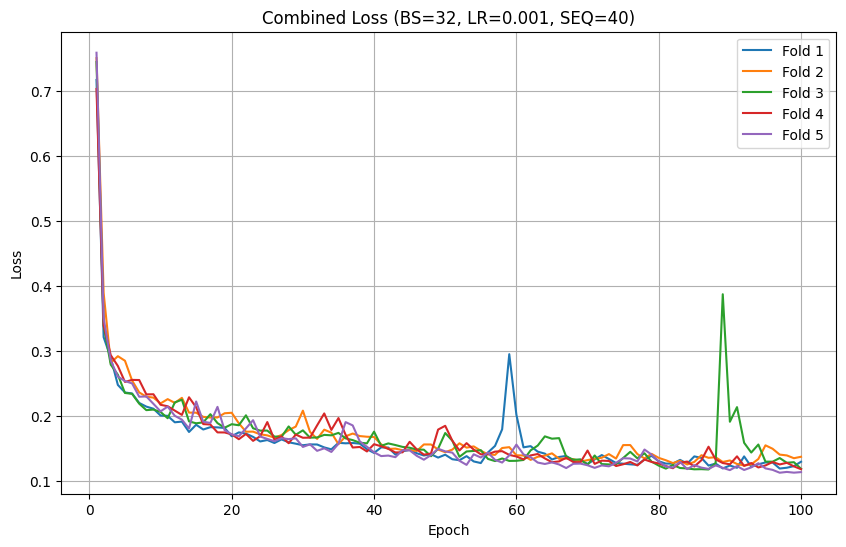 Combined Loss (BS=32, LR=0.001, SEQ=40)
Fold 1
Fold 2
Fold 3
Fold 4
Fold 5
Loss
0.7
0.6
0.5
0.4
0.3
0.2
0.1
0 20 40 60 80 100
Epoch